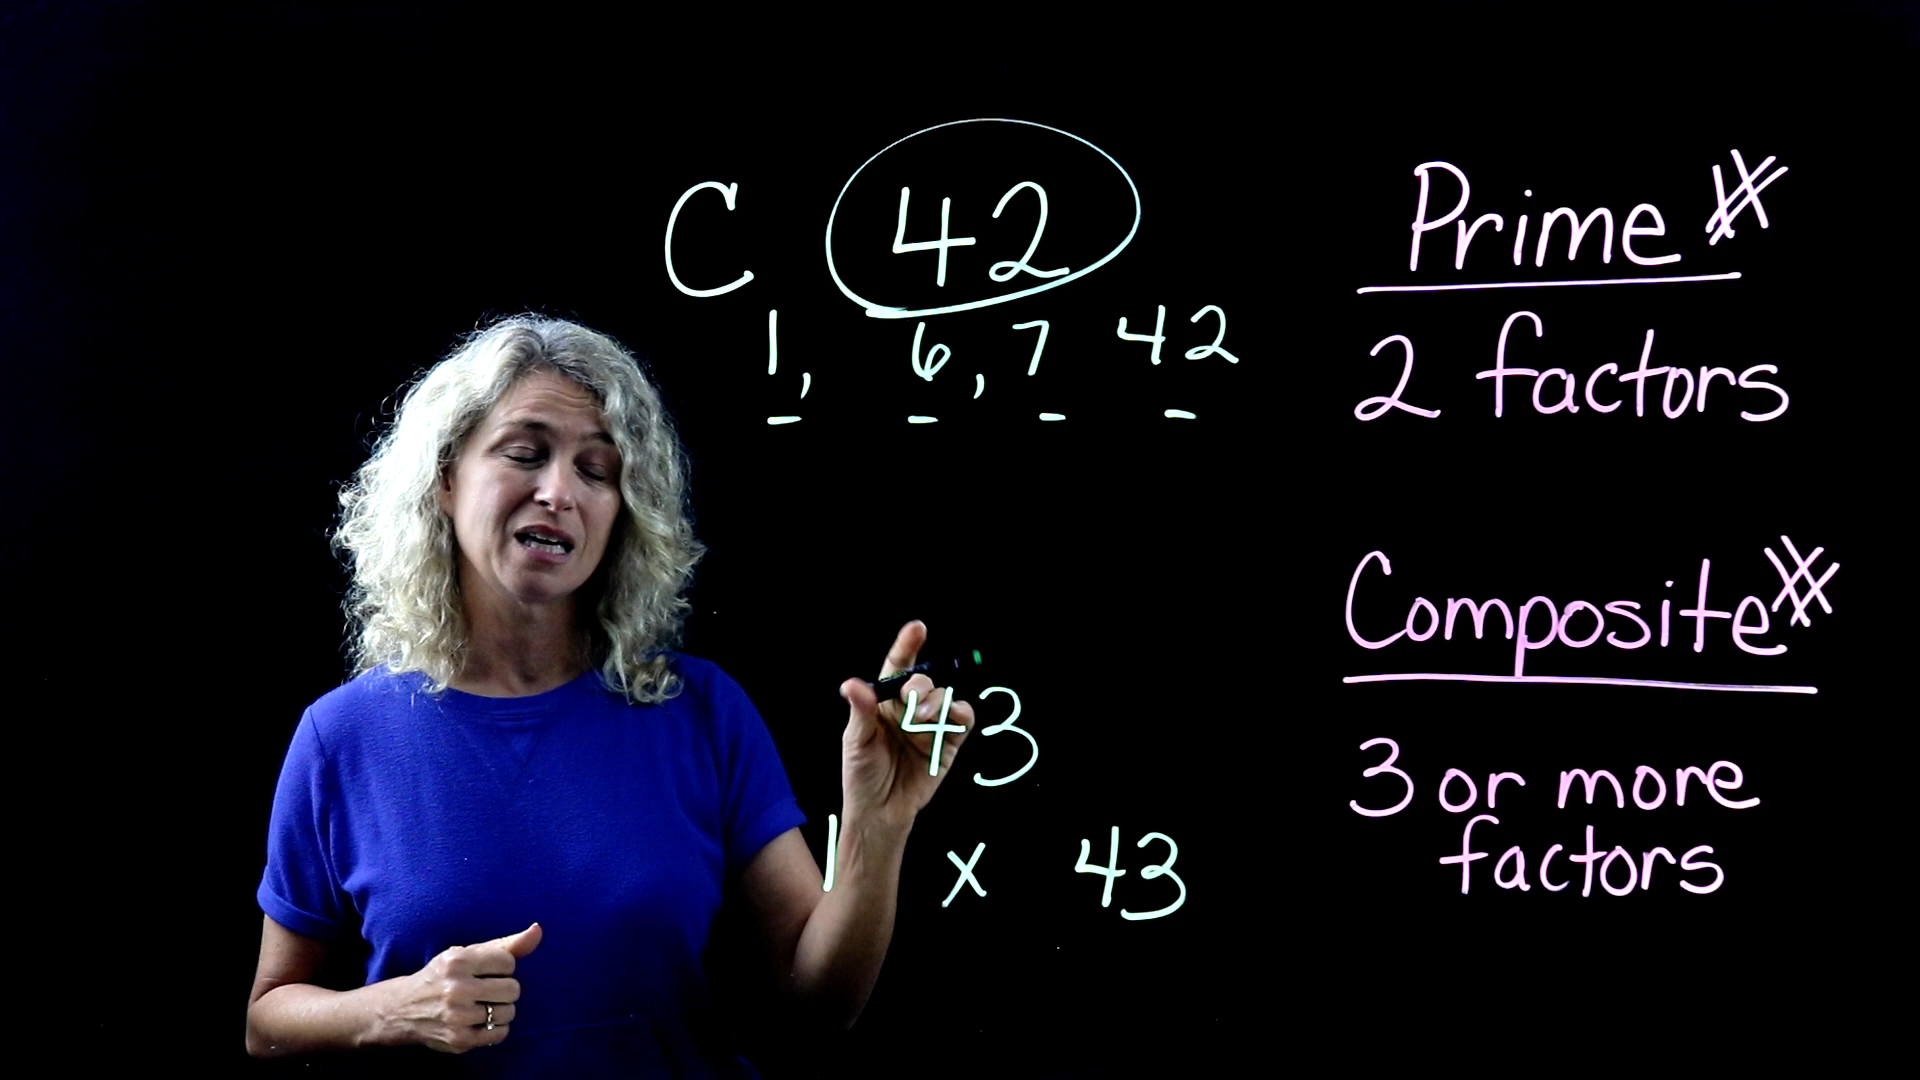 C 42
1, 6, 7 42
43
1 x 43
Prime
2 factors
Composite
3 or more
factors